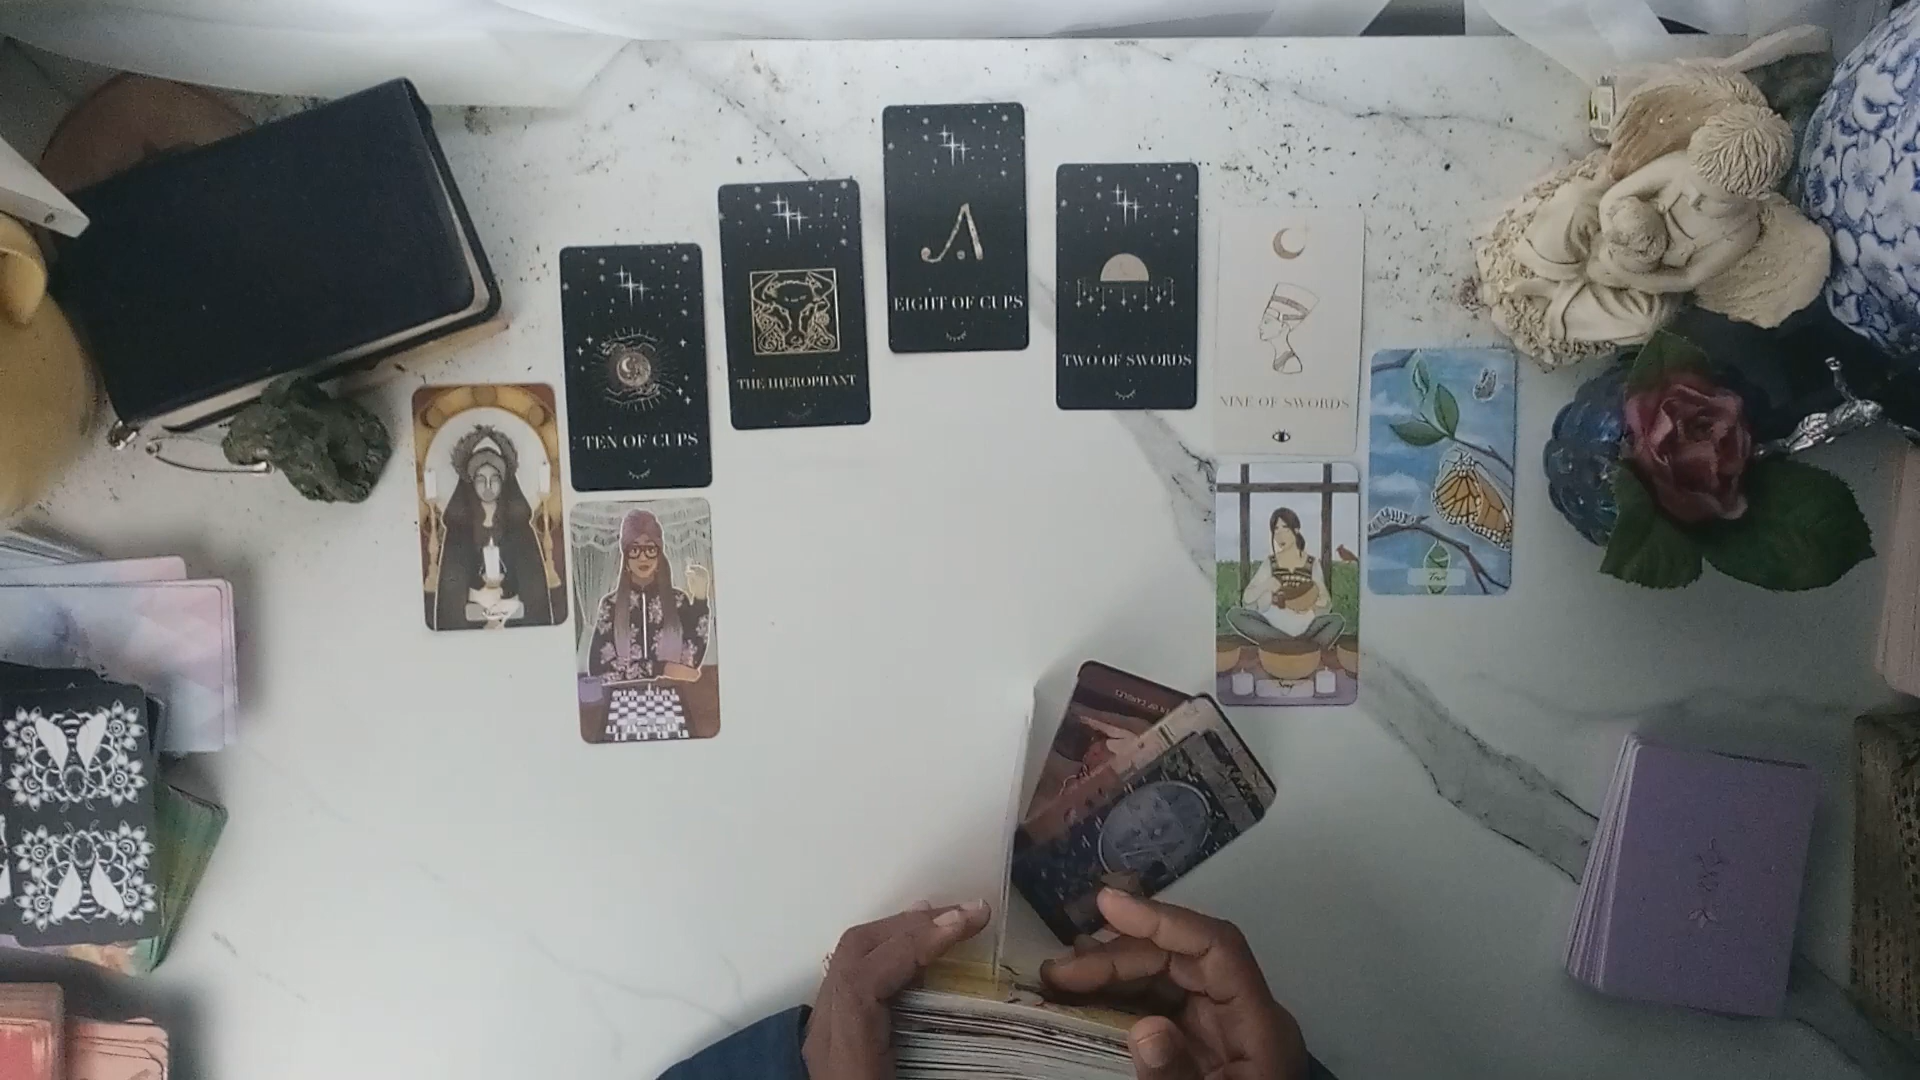 EIGHT OF CUPS
TWO OF SWORDS
THE HIEROPHANT
NINE OF SWORDS
TEN OF CUPS